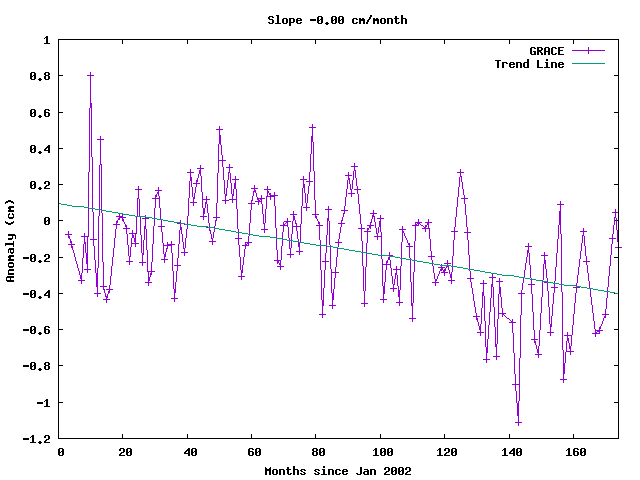 Slope -0.00 cm/month
GRACE
Trend Line
1
0.8
0.6
0.4
0.2
0
-0.2
-0.4
-0.6
-0.8
-1
-1.2
Anomaly (cm)
0 20 40 60 80 100 120 140 160
Months since Jan 2002